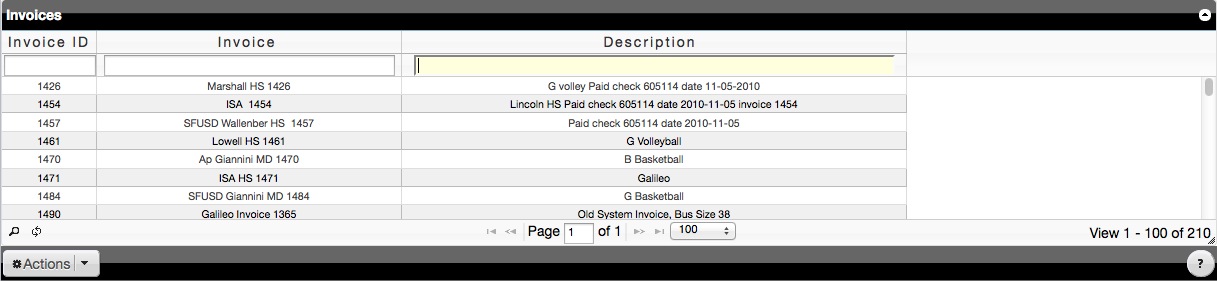 Invoices
Invoice ID Invoice Description
1426 Marshall HS 1426 G volley Paid check 605114 date 11-05-2010
1454 ISA 1454 Lincoln HS Paid check 605114 date 2010-11-05 invoice 1454
1457 SFUSD Wallenber HS 1457 Paid check 605114 date 2010-11-05
1461 Lowell HS 1461 G Volleyball
1470 Ap Giannini MD 1470 B Basketball
1471 ISA HS 1471 Galileo
1484 SFUSD Giannini MD 1484 G Basketball
1490 Galileo Invoice 1365 Old System Invoice, Bus Size 38
Page 1 of 1 100 View 1 - 100 of 210
Actions ?